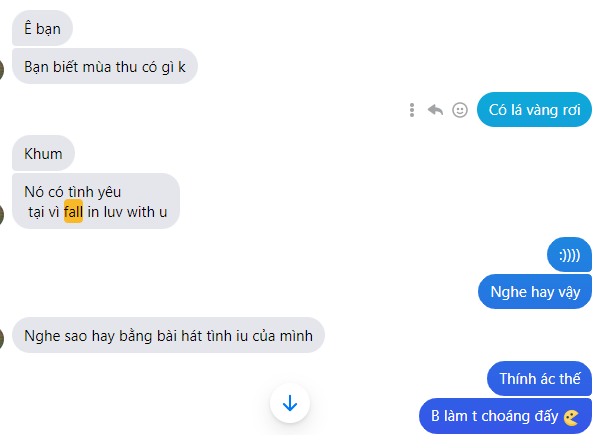 Ê bạn
Bạn biết mùa thu có gì k
Có lá vàng rơi
Khum
Nó có tình yêu
tại vì fall in luv with u
:))))
Nghe hay vậy
Nghe sao hay bằng bài hát tình iu của mình
Thính ác thế
B làm t choáng đấy